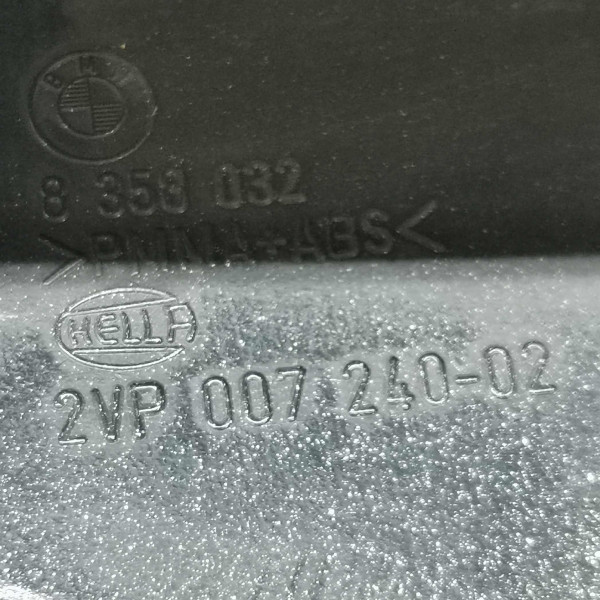 BMW
8 358 032
>PMMA+ABS<
HELLA
2VP 007 240-02